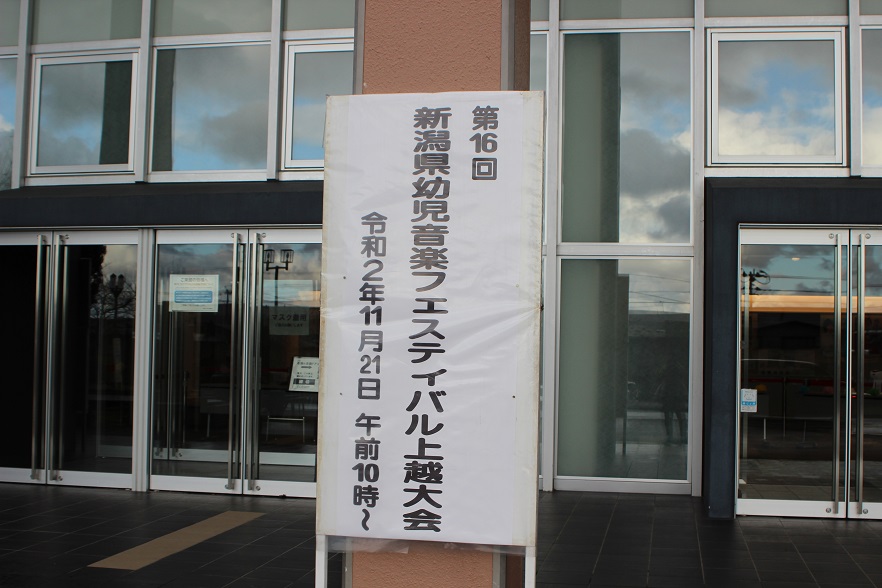 第16回
新潟県幼児音楽フェスティバル上越大会
令和2年11月21日 午前10時〜